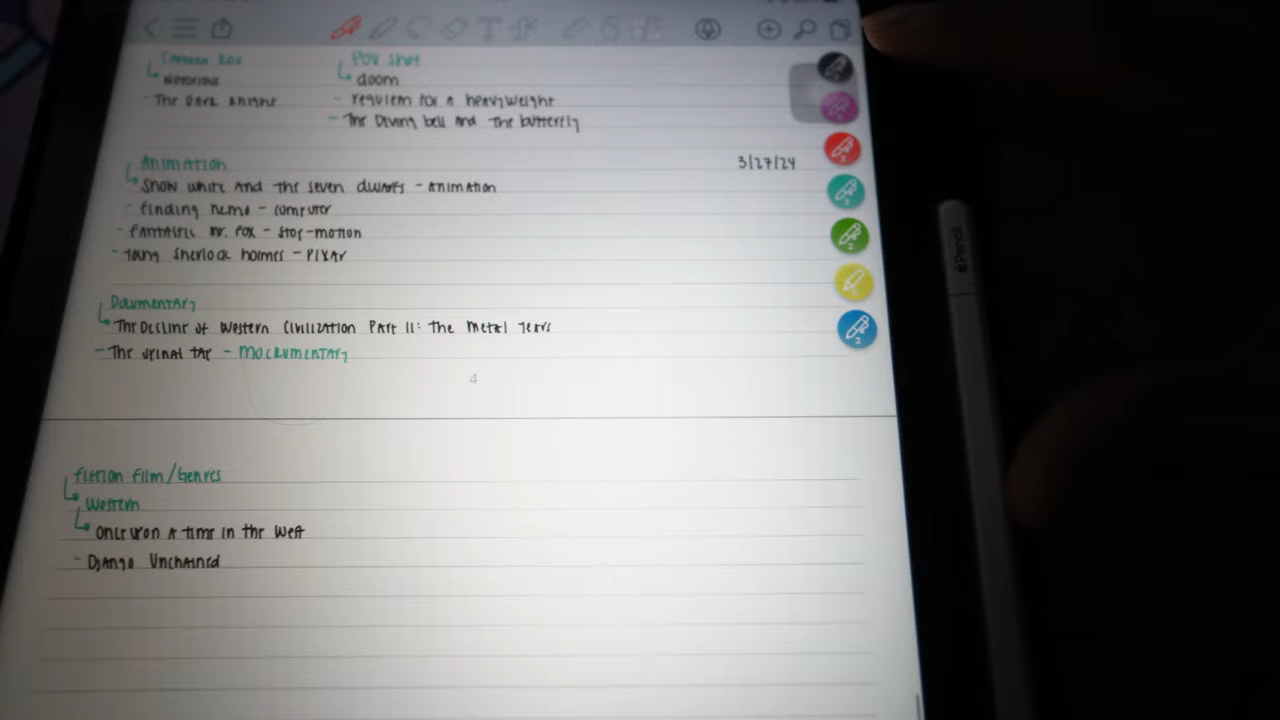 POV shot
Notorious
doom
- The Dark Knight
- requiem for a heavyweight
- The Diving bell and the butterfly
Animation
3/27/24
Snow white and the seven dwarfs - animation
- finding nemo - computer
- fantastic mr. fox - stop-motion
- Young Sherlock holmes - PIXAR
Documentary
The Decline of Western Civilization Part II: The Metal Years
- The spinal tap - mockumentary
4
fiction film/Genres
Western
Once upon a time in the West
- Django Unchained
Pencil